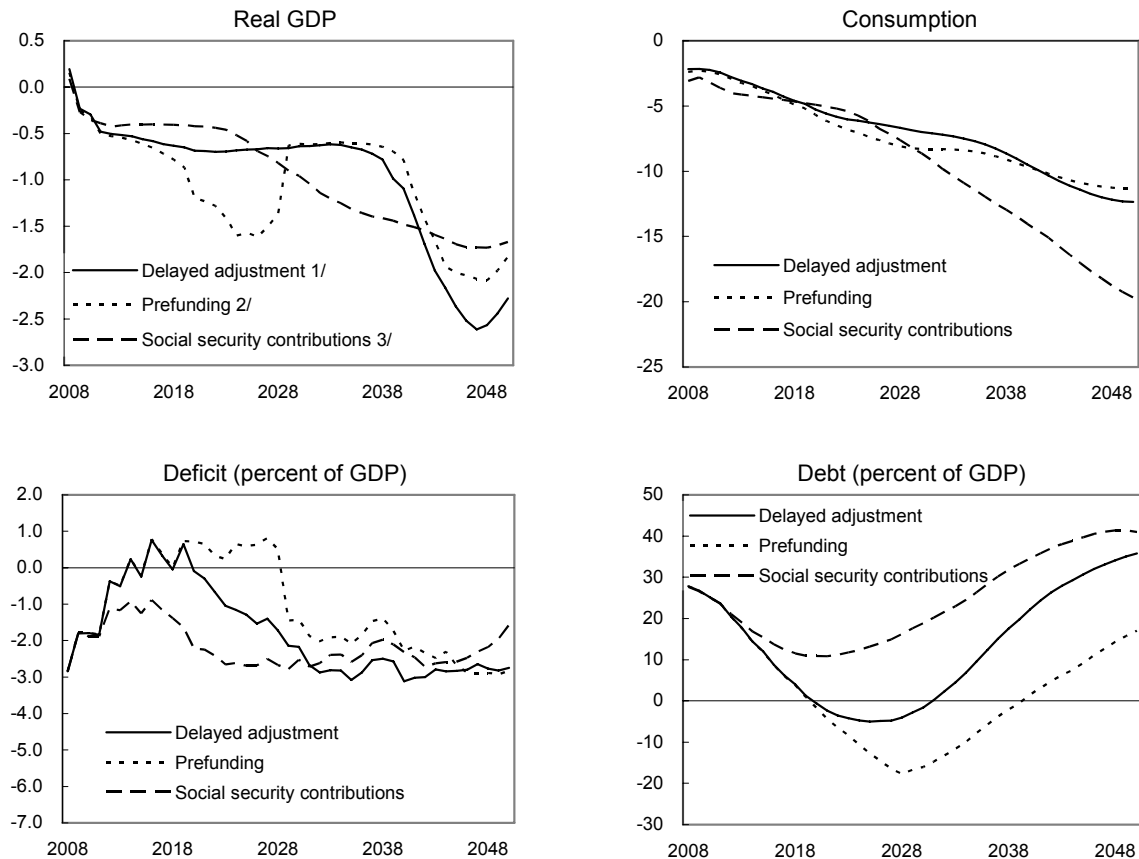 Real GDP
0.5
0.0
-0.5
-1.0
-1.5
-2.0
-2.5
-3.0
Delayed adjustment 1/
Prefunding 2/
Social security contributions 3/
2008 2018 2028 2038 2048
Consumption
0
-5
-10
-15
-20
-25
Delayed adjustment
Prefunding
Social security contributions
2008 2018 2028 2038 2048
Deficit (percent of GDP)
2.0
1.0
0.0
-1.0
-2.0
-3.0
-4.0
-5.0
-6.0
-7.0
Delayed adjustment
Prefunding
Social security contributions
2008 2018 2028 2038 2048
Debt (percent of GDP)
50
40
30
20
10
0
-10
-20
-30
Delayed adjustment
Prefunding
Social security contributions
2008 2018 2028 2038 2048